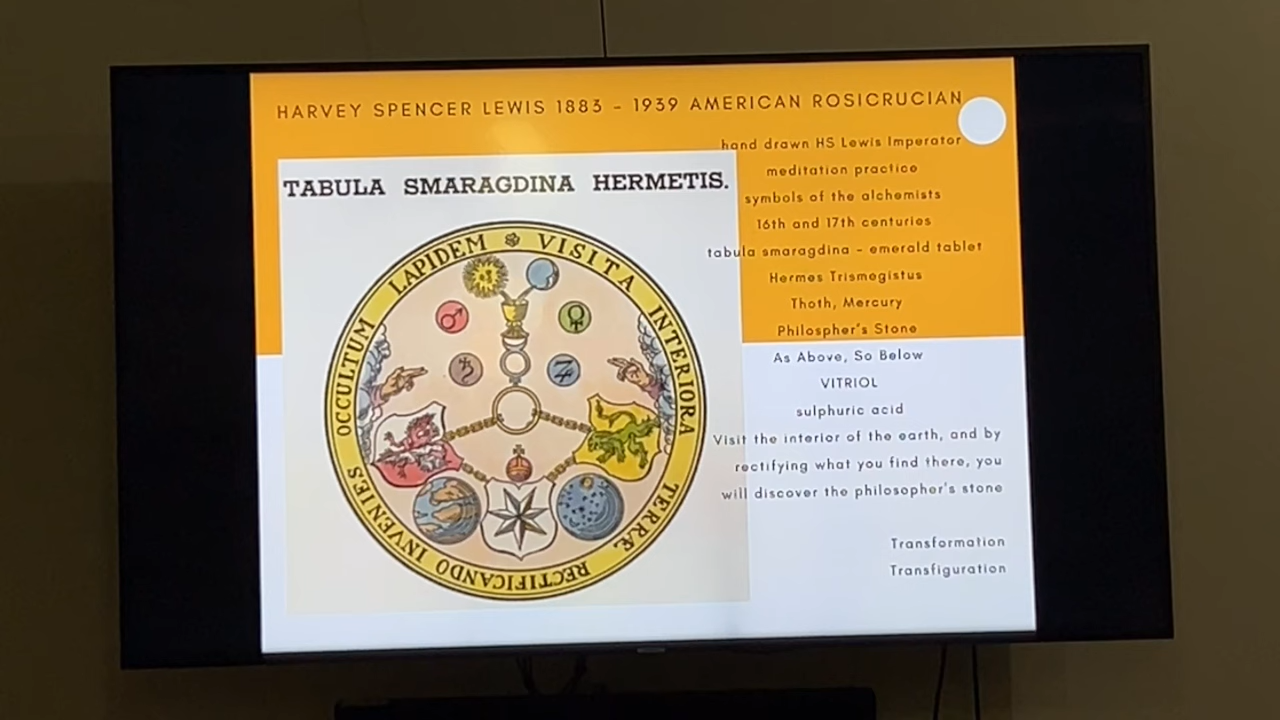 HARVEY SPENCER LEWIS 1883 - 1939 AMERICAN ROSICRUCIAN
hand drawn HS Lewis Imperator
meditation practice
symbols of the alchemists
16th and 17th centuries
tabula smaragdina - emerald tablet
Hermes Trismegistus
Thoth, Mercury
Philospher's Stone
As Above, So Below
VITRIOL
sulphuric acid
Visit the interior of the earth, and by
rectifying what you find there, you
will discover the philosopher's stone
Transformation
Transfiguration
TABULA SMARAGDINA HERMETIS.
VISITA INTERIORA TERRÆ RECTIFICANDO INVENIES OCCULTUM LAPIDEM